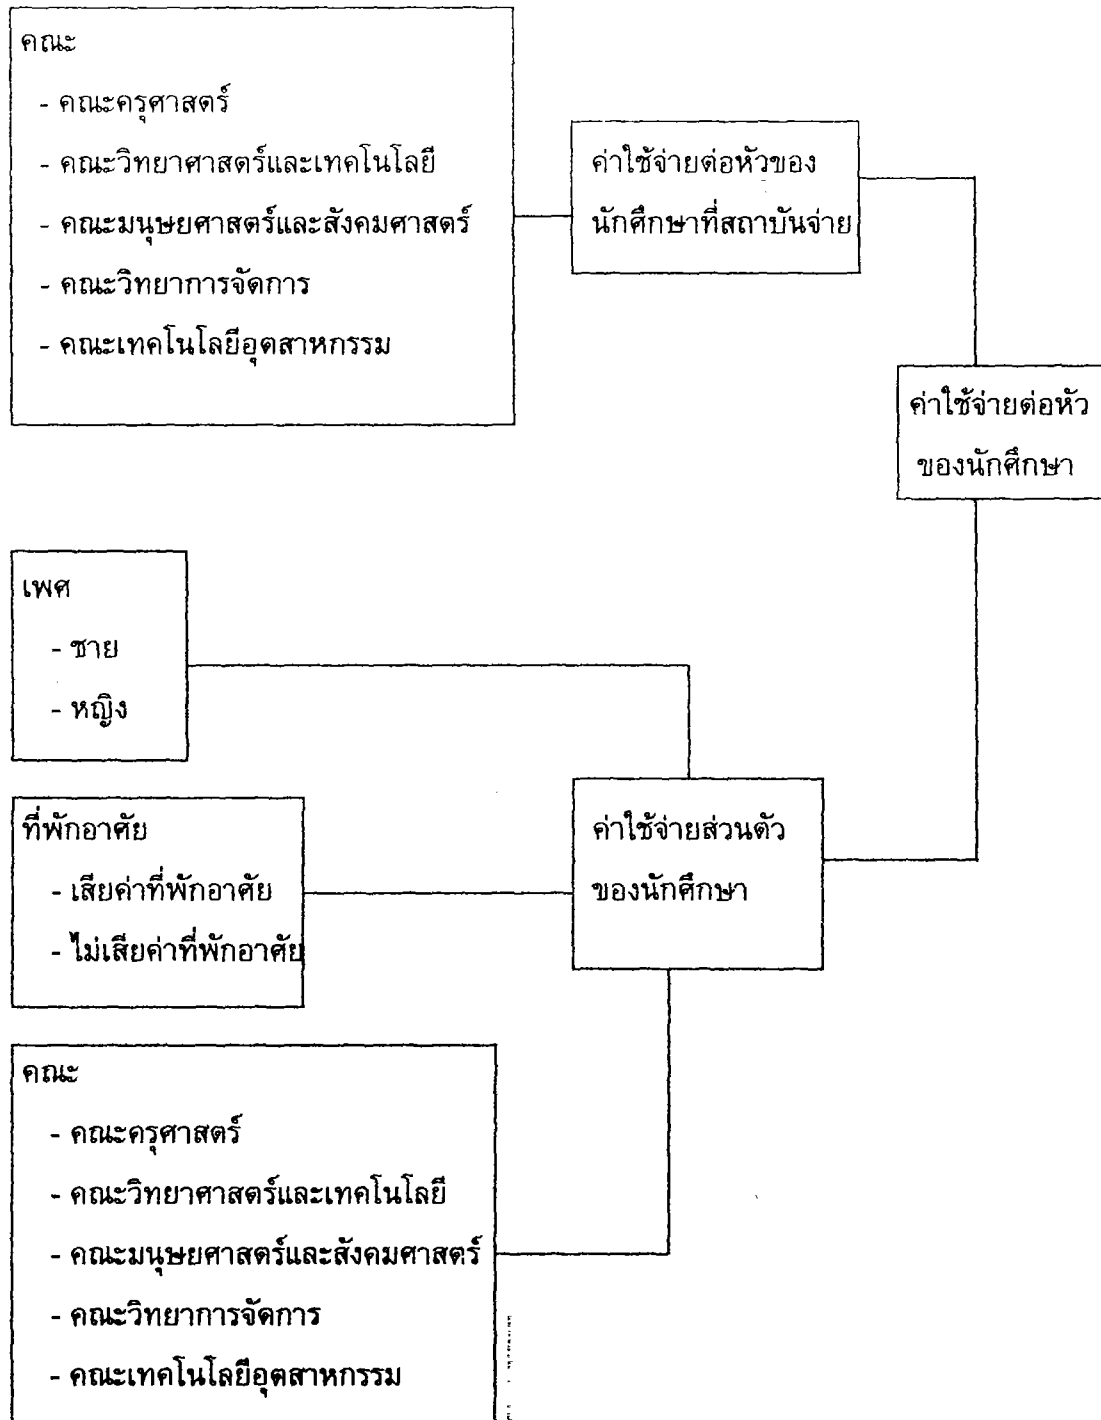 คณะ
- คณะครุศาสตร์
- คณะวิทยาศาสตร์และเทคโนโลยี
- คณะมนุษยศาสตร์และสังคมศาสตร์
- คณะวิทยาการจัดการ
- คณะเทคโนโลยีอุตสาหกรรม
ค่าใช้จ่ายต่อหัวของ
นักศึกษาที่สถาบันจ่าย
ค่าใช้จ่ายต่อหัว
ของนักศึกษา
เพศ
- ชาย
- หญิง
ที่พักอาศัย
- เสียค่าที่พักอาศัย
- ไม่เสียค่าที่พักอาศัย
ค่าใช้จ่ายส่วนตัว
ของนักศึกษา
คณะ
- คณะครุศาสตร์
- คณะวิทยาศาสตร์และเทคโนโลยี
- คณะมนุษยศาสตร์และสังคมศาสตร์
- คณะวิทยาการจัดการ
- คณะเทคโนโลยีอุตสาหกรรม